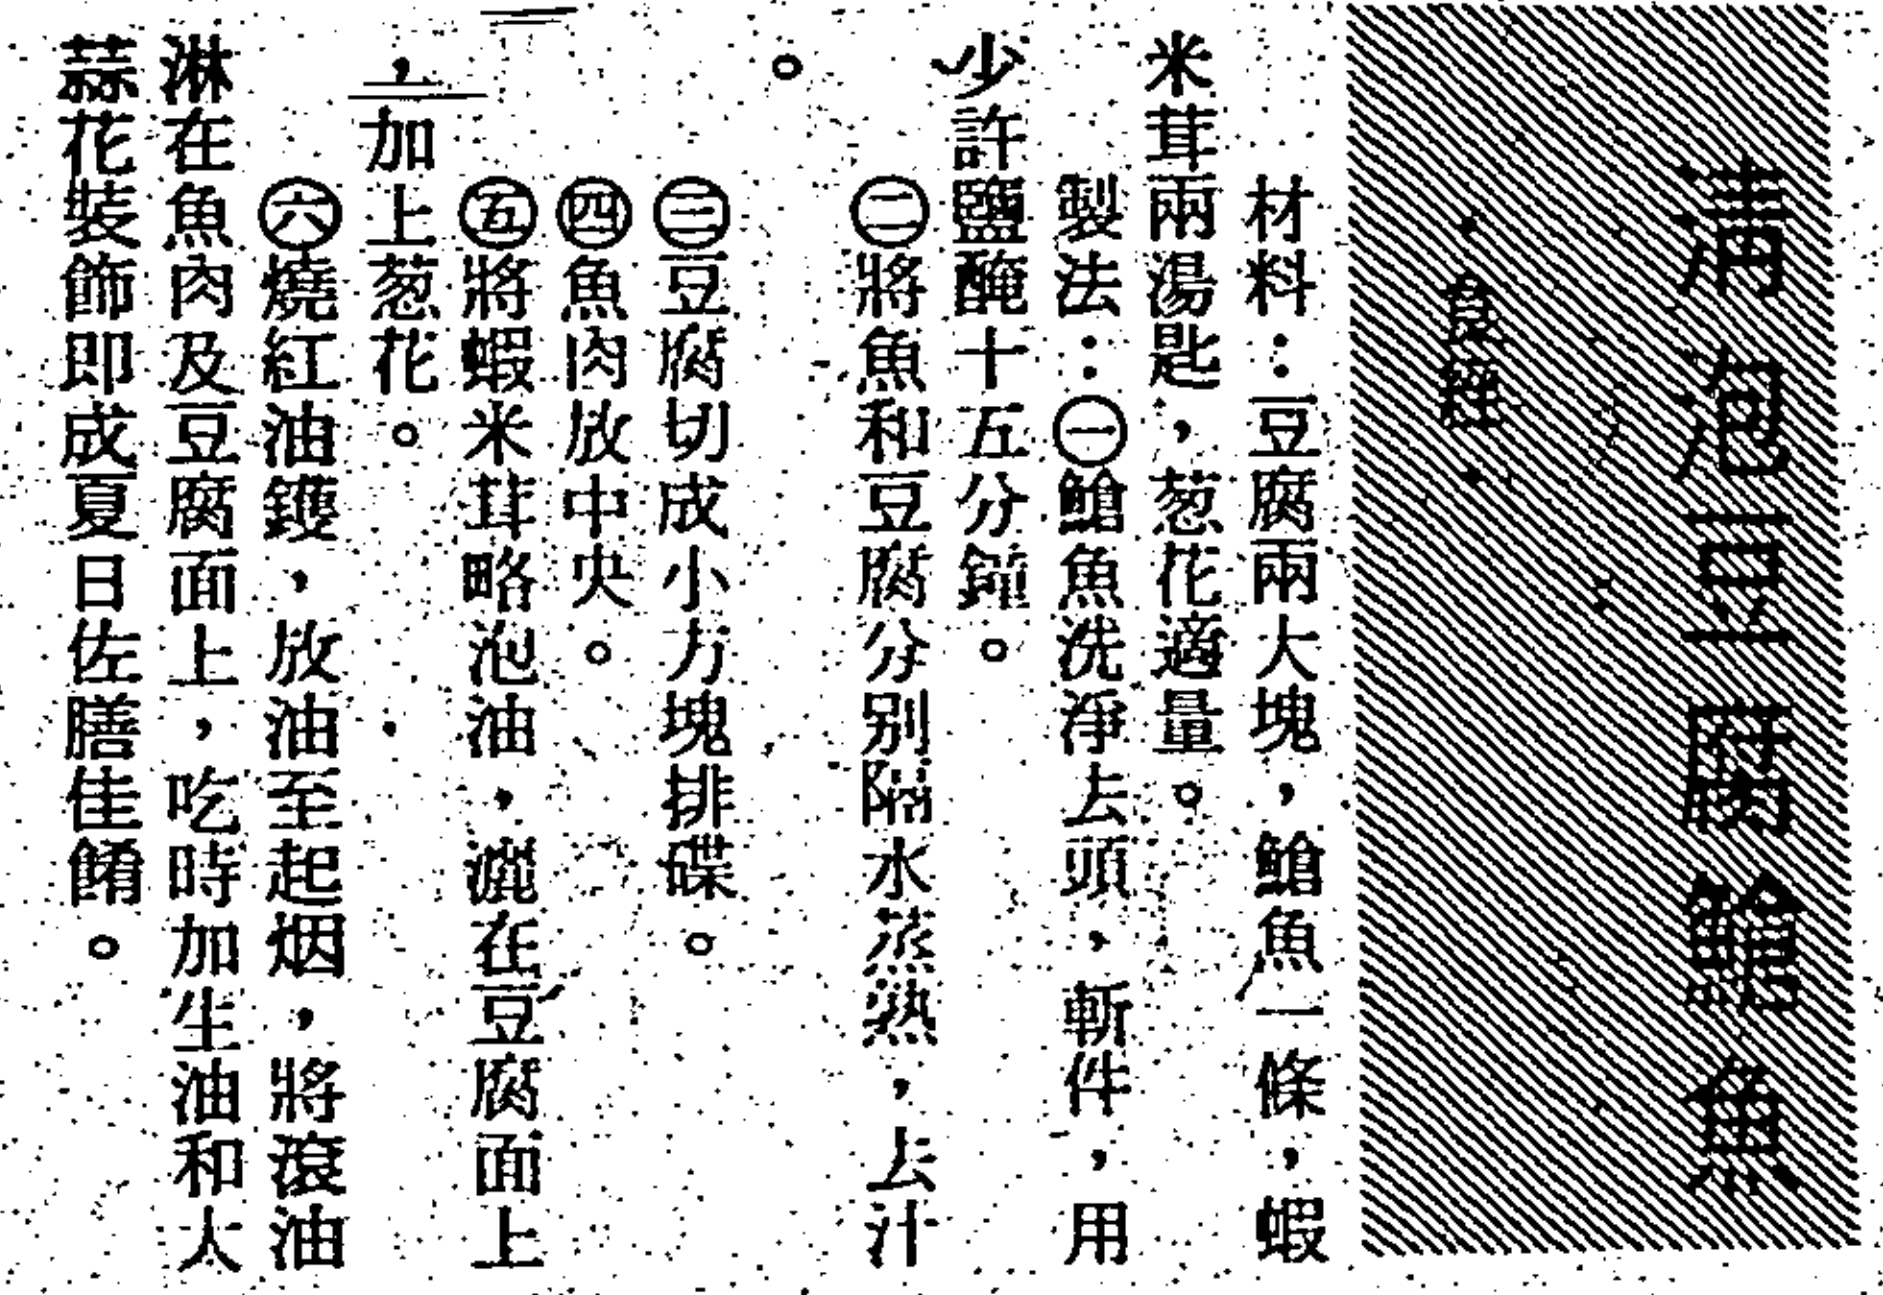 清泡豆腐鱠魚
•食經•
材料：豆腐兩大塊，鱠魚一條，蝦
米茸兩湯匙，葱花適量。
製法：㊀鱠魚洗淨去頭，斬件，用
少許鹽醃十五分鐘。
㊁將魚和豆腐分别隔水蒸熟，去汁
。
㊂豆腐切成小方塊排碟。
㊃魚肉放中央。
㊄將蝦米茸略泡油，灑在豆腐面上
，加上葱花。
㊅燒紅油鑊，放油至起烟，將滾油
淋在魚肉及豆腐面上，吃時加生油和太
蒜花裝飾即成夏日佐膳佳餚。